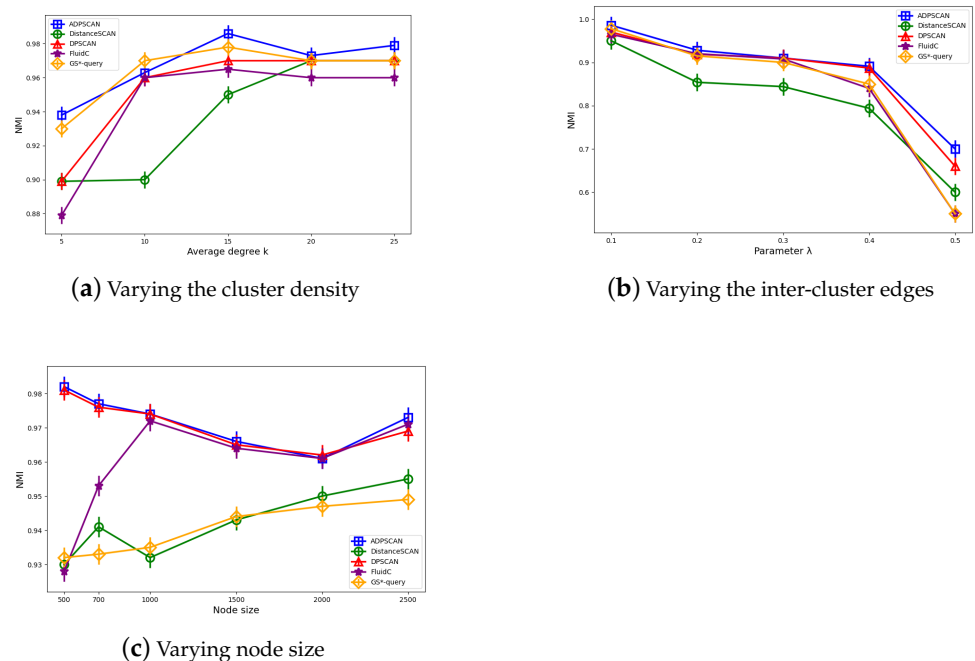 ADPSCAN
DistanceSCAN
DPSCAN
FluidC
GS*-query
0.98
0.96
0.94
0.92
0.90
0.88
NMI
5
10
15
20
25
Average degree k
(a) Varying the cluster density
1.0
0.9
0.8
0.7
0.6
NMI
ADPSCAN
DistanceSCAN
DPSCAN
FluidC
GS*-query
0.1
0.2
0.3
0.4
0.5
Parameter λ
(b) Varying the inter-cluster edges
0.98
0.97
0.96
0.95
0.94
0.93
NMI
ADPSCAN
DistanceSCAN
DPSCAN
FluidC
GS*-query
500
700
1000
1500
2000
2500
Node size
(c) Varying node size